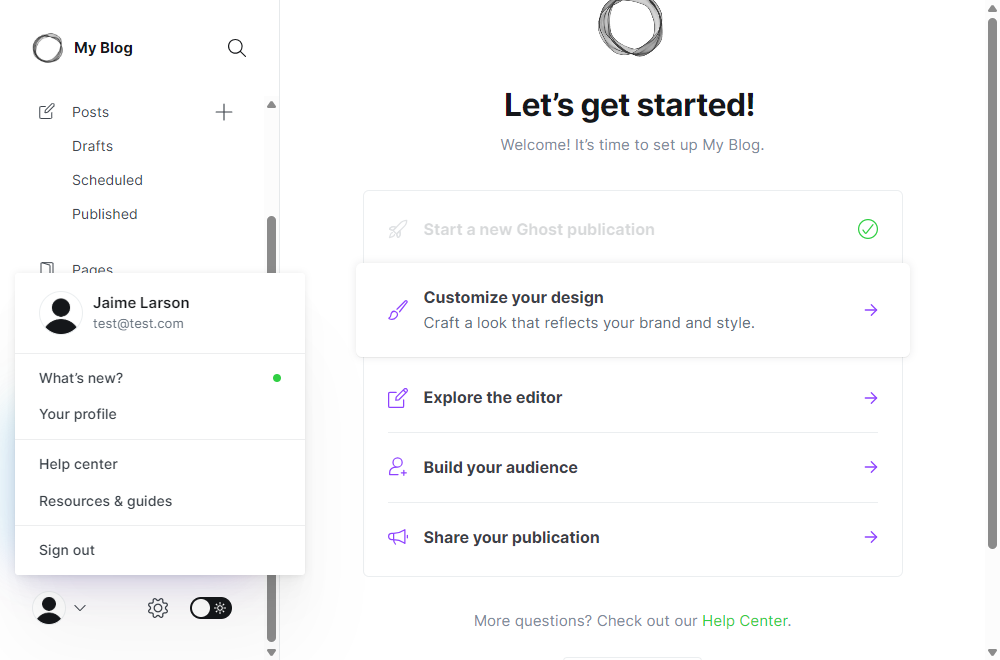 My Blog
Posts
Drafts
Scheduled
Published
Pages
Jaime Larson
test@test.com
What's new?
Your profile
Help center
Resources & guides
Sign out
Let's get started!
Welcome! It's time to set up My Blog.
Start a new Ghost publication
Customize your design
Craft a look that reflects your brand and style.
Explore the editor
Build your audience
Share your publication
More questions? Check out our Help Center.